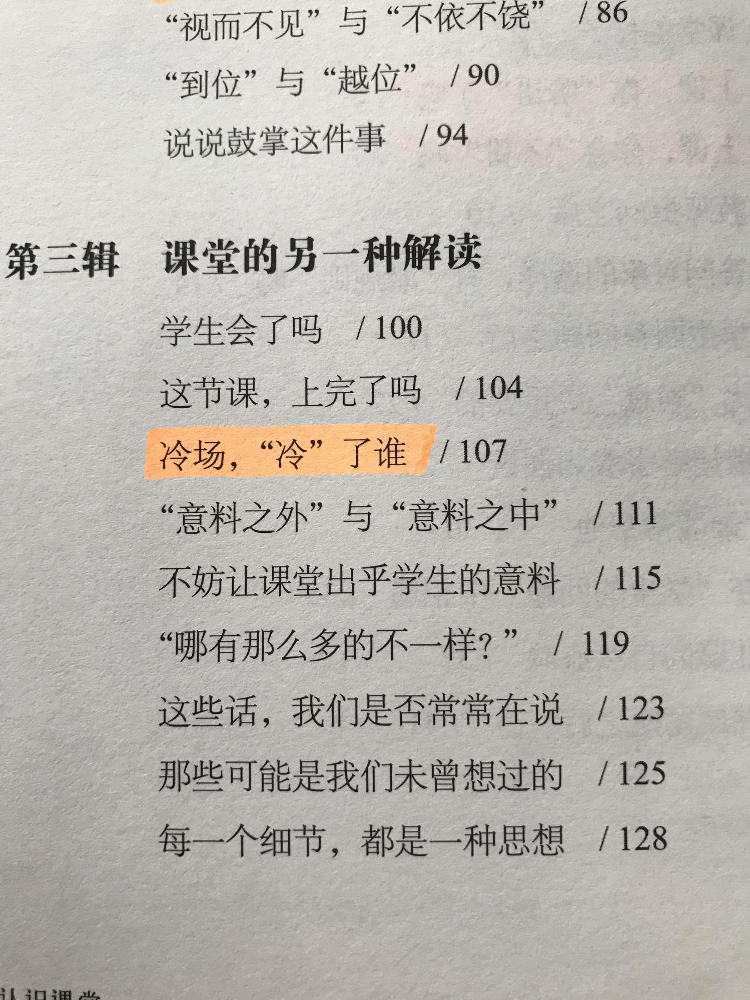 “视而不见”与“不依不饶” / 86
“到位”与“越位” / 90
说说鼓掌这件事 / 94
第三辑 课堂的另一种解读
学生会了吗 / 100
这节课，上完了吗 / 104
冷场，“冷”了谁 / 107
“意料之外”与“意料之中” / 111
不妨让课堂出乎学生的意料 / 115
“哪有那么多的不一样？” / 119
这些话，我们是否常常在说 / 123
那些可能是我们未曾想过的 / 125
每一个细节，都是一种思想 / 128
认识课堂